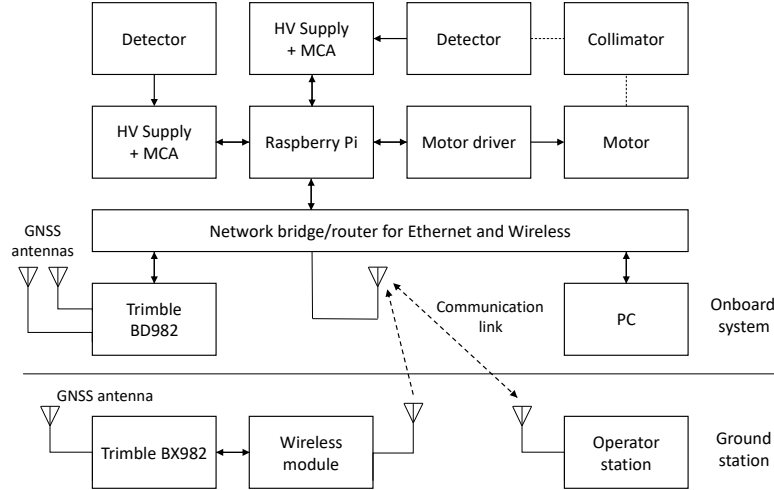 Detector
HV Supply
+ MCA
Detector
Collimator
HV Supply
+ MCA
Raspberry Pi
Motor driver
Motor
Network bridge/router for Ethernet and Wireless
GNSS
antennas
Trimble
BD982
Communication
link
PC
Onboard
system
GNSS antenna
Trimble BX982
Wireless
module
Operator
station
Ground
station